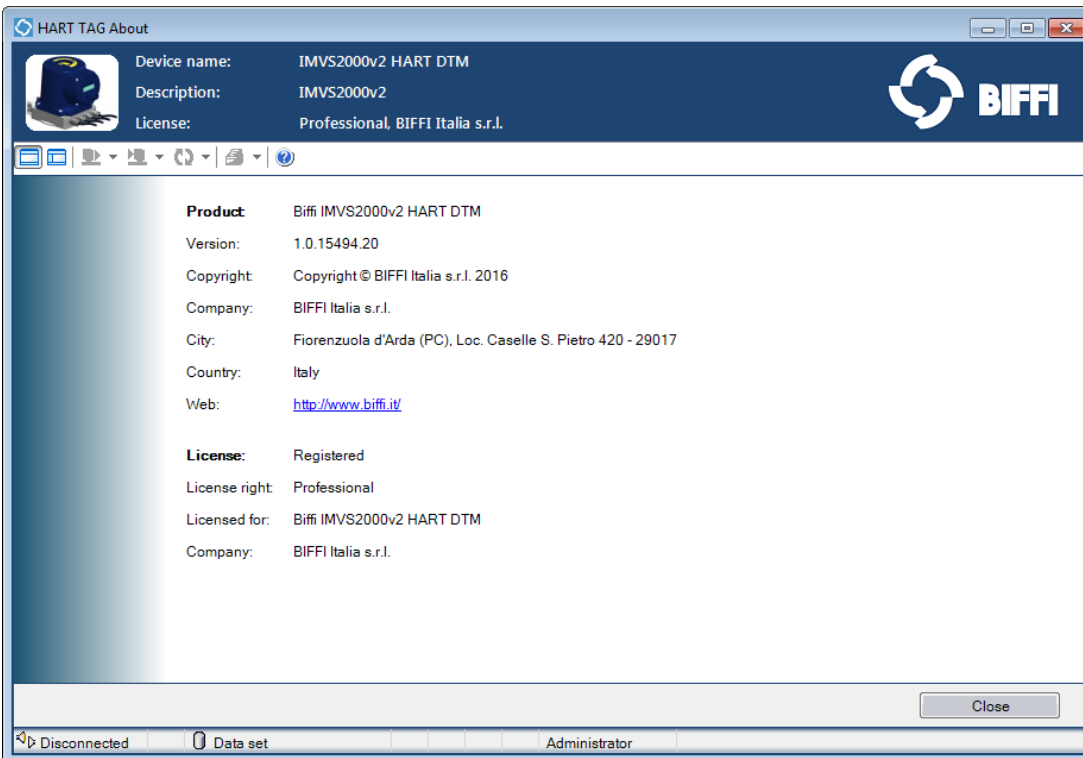 HART TAG About
Device name: IMVS2000v2 HART DTM
Description: IMVS2000v2
License: Professional, BIFFI Italia s.r.l.
BIFFI
Product: Biffi IMVS2000v2 HART DTM
Version: 1.0.15494.20
Copyright: Copyright © BIFFI Italia s.r.l. 2016
Company: BIFFI Italia s.r.l.
City: Fiorenzuola d'Arda (PC), Loc. Caselle S. Pietro 420 - 29017
Country: Italy
Web: http://www.biffi.it/
License: Registered
License right: Professional
Licensed for: Biffi IMVS2000v2 HART DTM
Company: BIFFI Italia s.r.l.
Close
Disconnected Data set Administrator